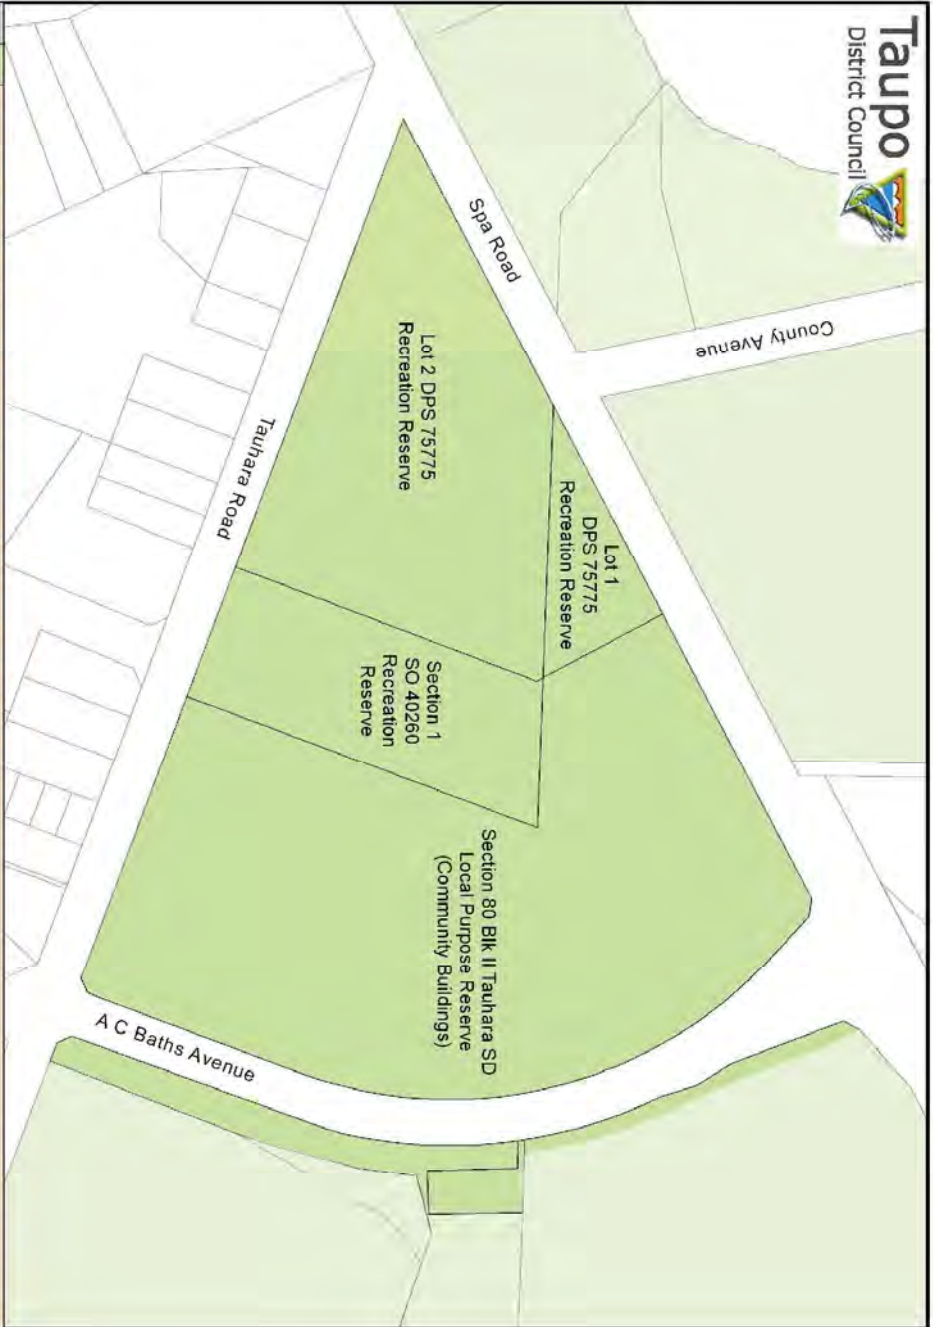 Taupo
District Council
County Avenue
Spa Road
Lot 1
DPS 75775
Recreation Reserve
Lot 2 DPS 75775
Recreation Reserve
Section 1
SO 40260
Recreation
Reserve
Section 80 Blk II Tauhara SD
Local Purpose Reserve
(Community Buildings)
Tauhara Road
A C Baths Avenue